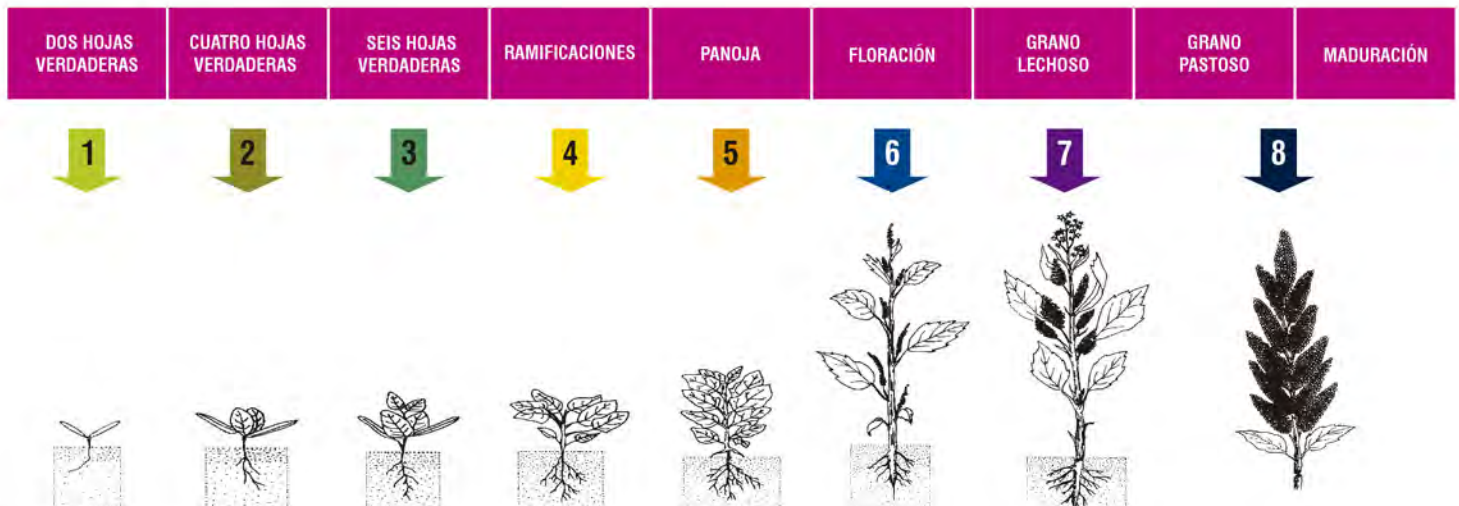 DOS HOJAS
VERDADERAS
CUATRO HOJAS
VERDADERAS
SEIS HOJAS
VERDADERAS
RAMIFICACIONES
PANOJA
FLORACIÓN
GRANO
LECHOSO
GRANO
PASTOSO
MADURACIÓN
1
2
3
4
5
6
7
8